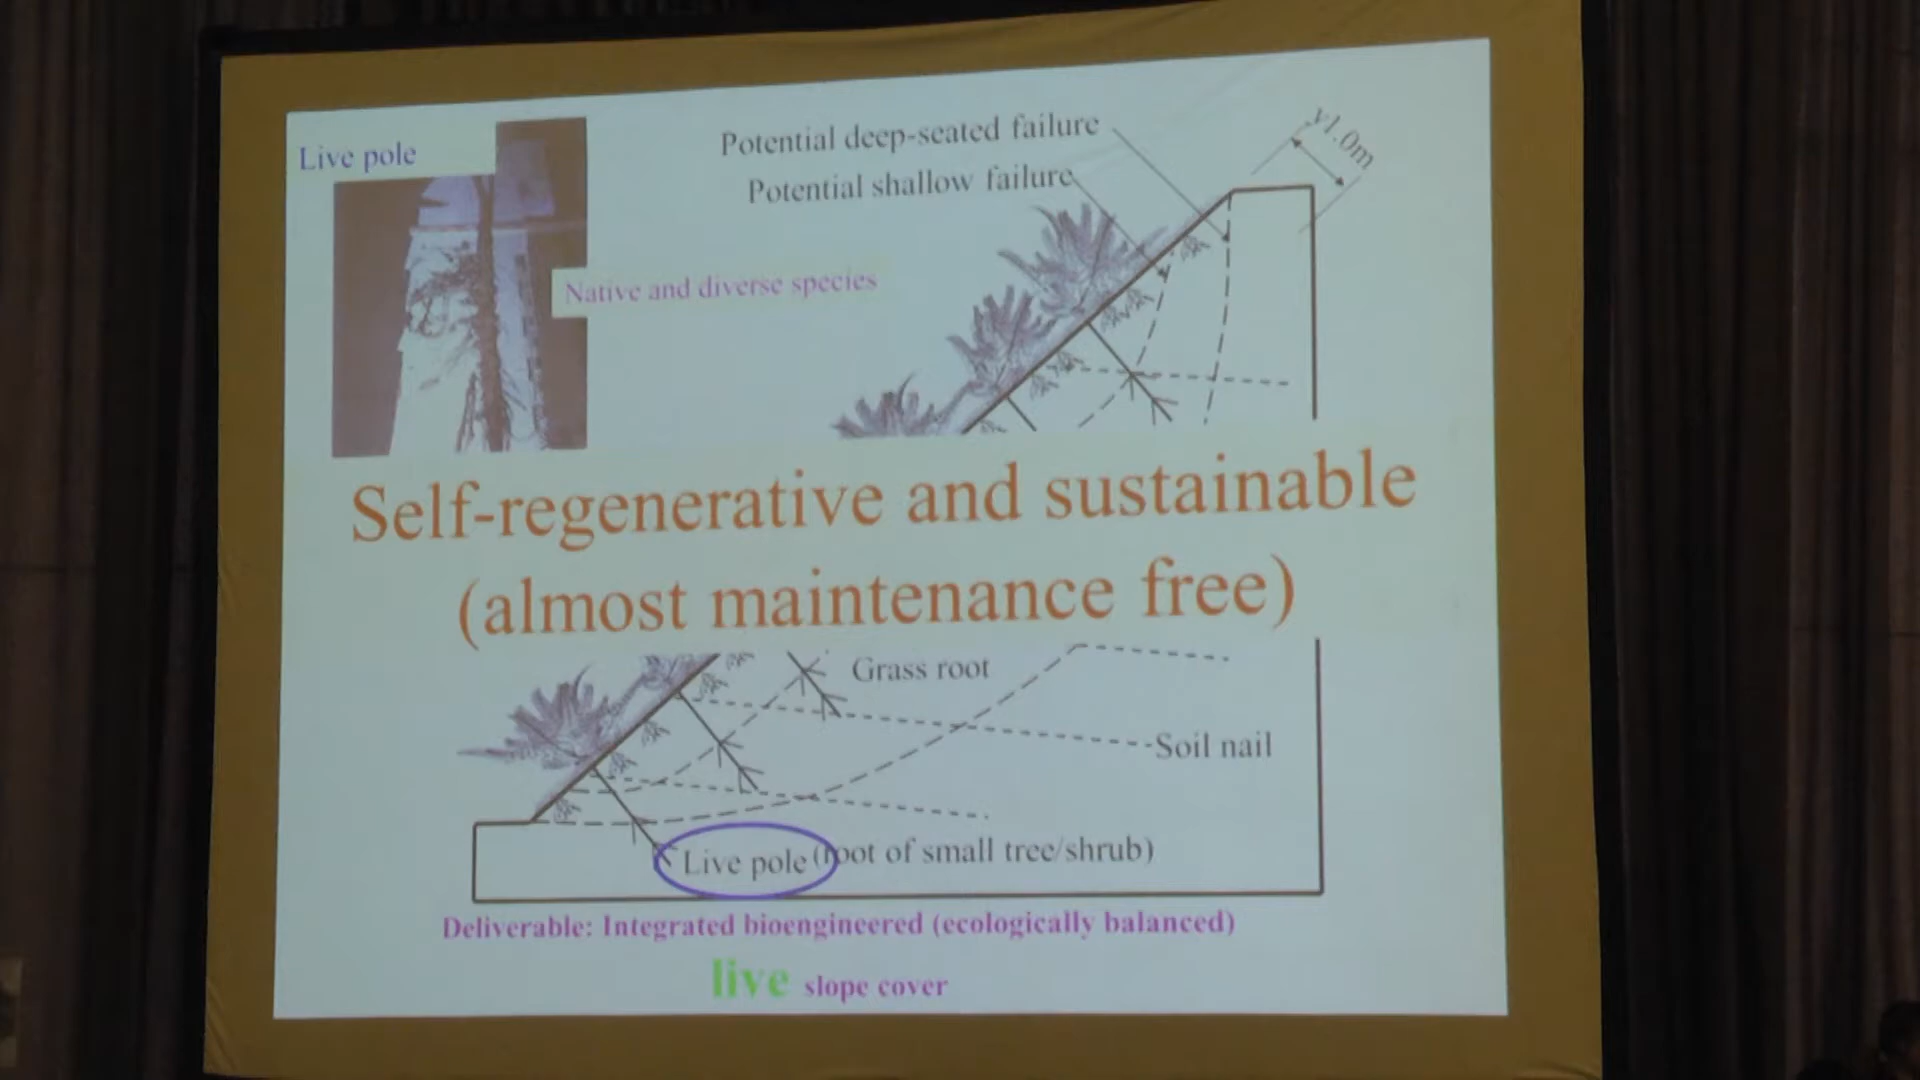 Live pole
Potential deep-seated failure
Potential shallow failure
y1.0m
Native and diverse species
Self-regenerative and sustainable
(almost maintenance free)
Grass root
Soil nail
Live pole (root of small tree/shrub)
Deliverable: Integrated bioengineered (ecologically balanced)
live slope cover